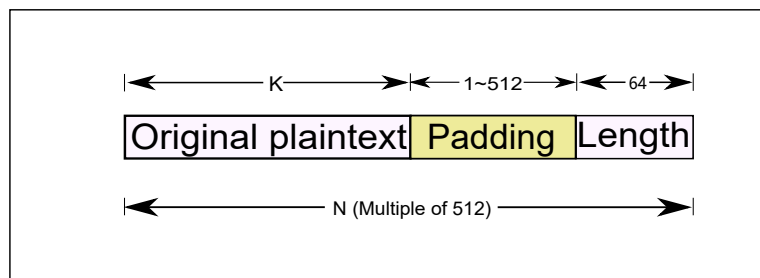 K 1~512 64
Original plaintext Padding Length
N (Multiple of 512)